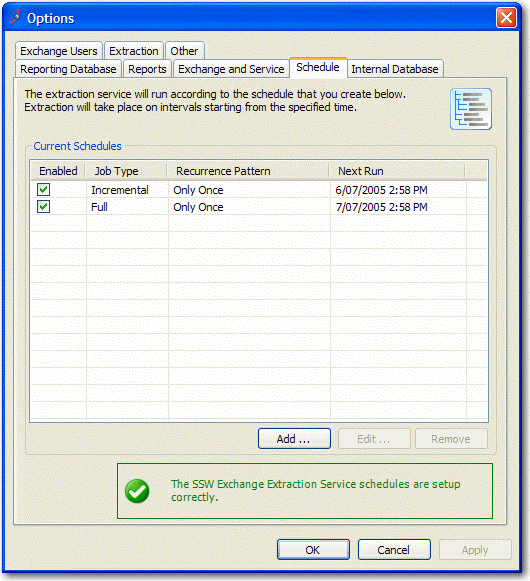 Options
Exchange Users Extraction Other
Reporting Database Reports Exchange and Service Schedule Internal Database
The extraction service will run according to the schedule that you create below.
Extraction will take place on intervals starting from the specified time.
Current Schedules
Enabled Job Type Recurrence Pattern Next Run
Incremental Only Once 6/07/2005 2:58 PM
Full Only Once 7/07/2005 2:58 PM
Add ... Edit ... Remove
The SSW Exchange Extraction Service schedules are setup
correctly.
OK Cancel Apply